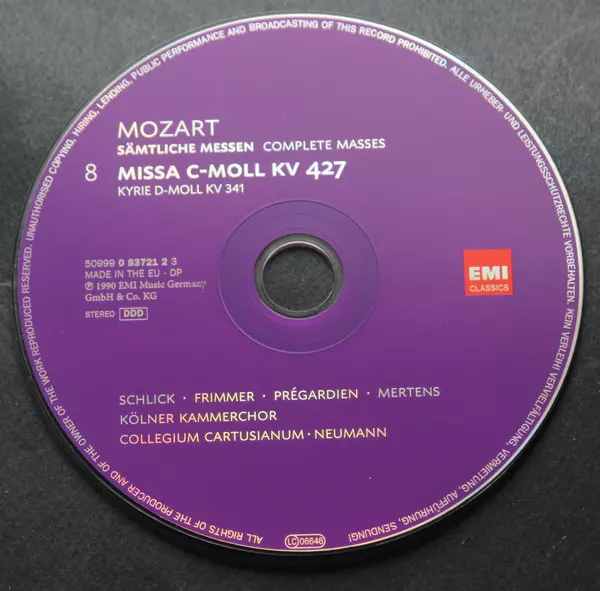 UNAUTHORISED COPYING, HIRING, LENDING, PUBLIC PERFORMANCE AND BROADCASTING OF THIS RECORD PROHIBITED. ALLE URHEBER- UND LEISTUNGSSCHUTZRECHTE VORBEHALTEN. KEIN VERLEIH! VERVIELFÄLTIGUNG, VERMIETUNG, AUFFÜHRUNG, SENDUNG!
MOZART
SÄMTLICHE MESSEN COMPLETE MASSES
8 MISSA C-MOLL KV 427
KYRIE D-MOLL KV 341
50999 0 83721 2 3
MADE IN THE EU · DP
℗ 1990 EMI Music Germany
GmbH & Co. KG
STEREO DDD
EMI
CLASSICS
SCHLICK · FRIMMER · PRÉGARDIEN · MERTENS
KÖLNER KAMMERCHOR
COLLEGIUM CARTUSIANUM · NEUMANN
ALL RIGHTS OF THE PRODUCER AND OF THE OWNER OF THE WORK REPRODUCED RESERVED.
LC 06646